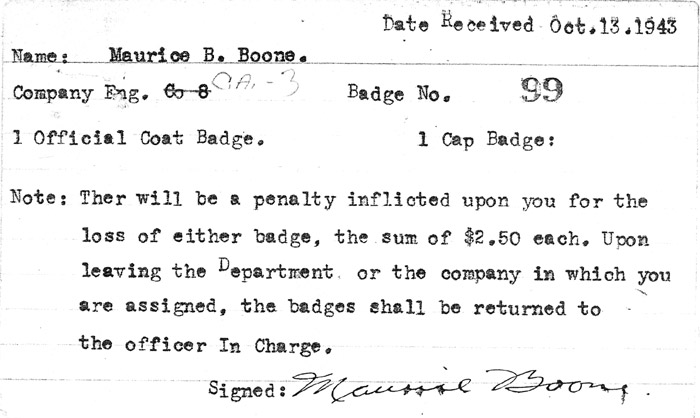 Date Received Oct.13.1943
Name: Maurice B. Boone.
Company Eng. Co 8 Badge No. 99
1 Official Coat Badge. 1 Cap Badge:
Note: Ther will be a penalty inflicted upon you for the
loss of either badge, the sum of $2.50 each. Upon
leaving the Department or the company in which you
are assigned, the badges shall be returned to
the officer In Charge.
Signed: Maurice Boone